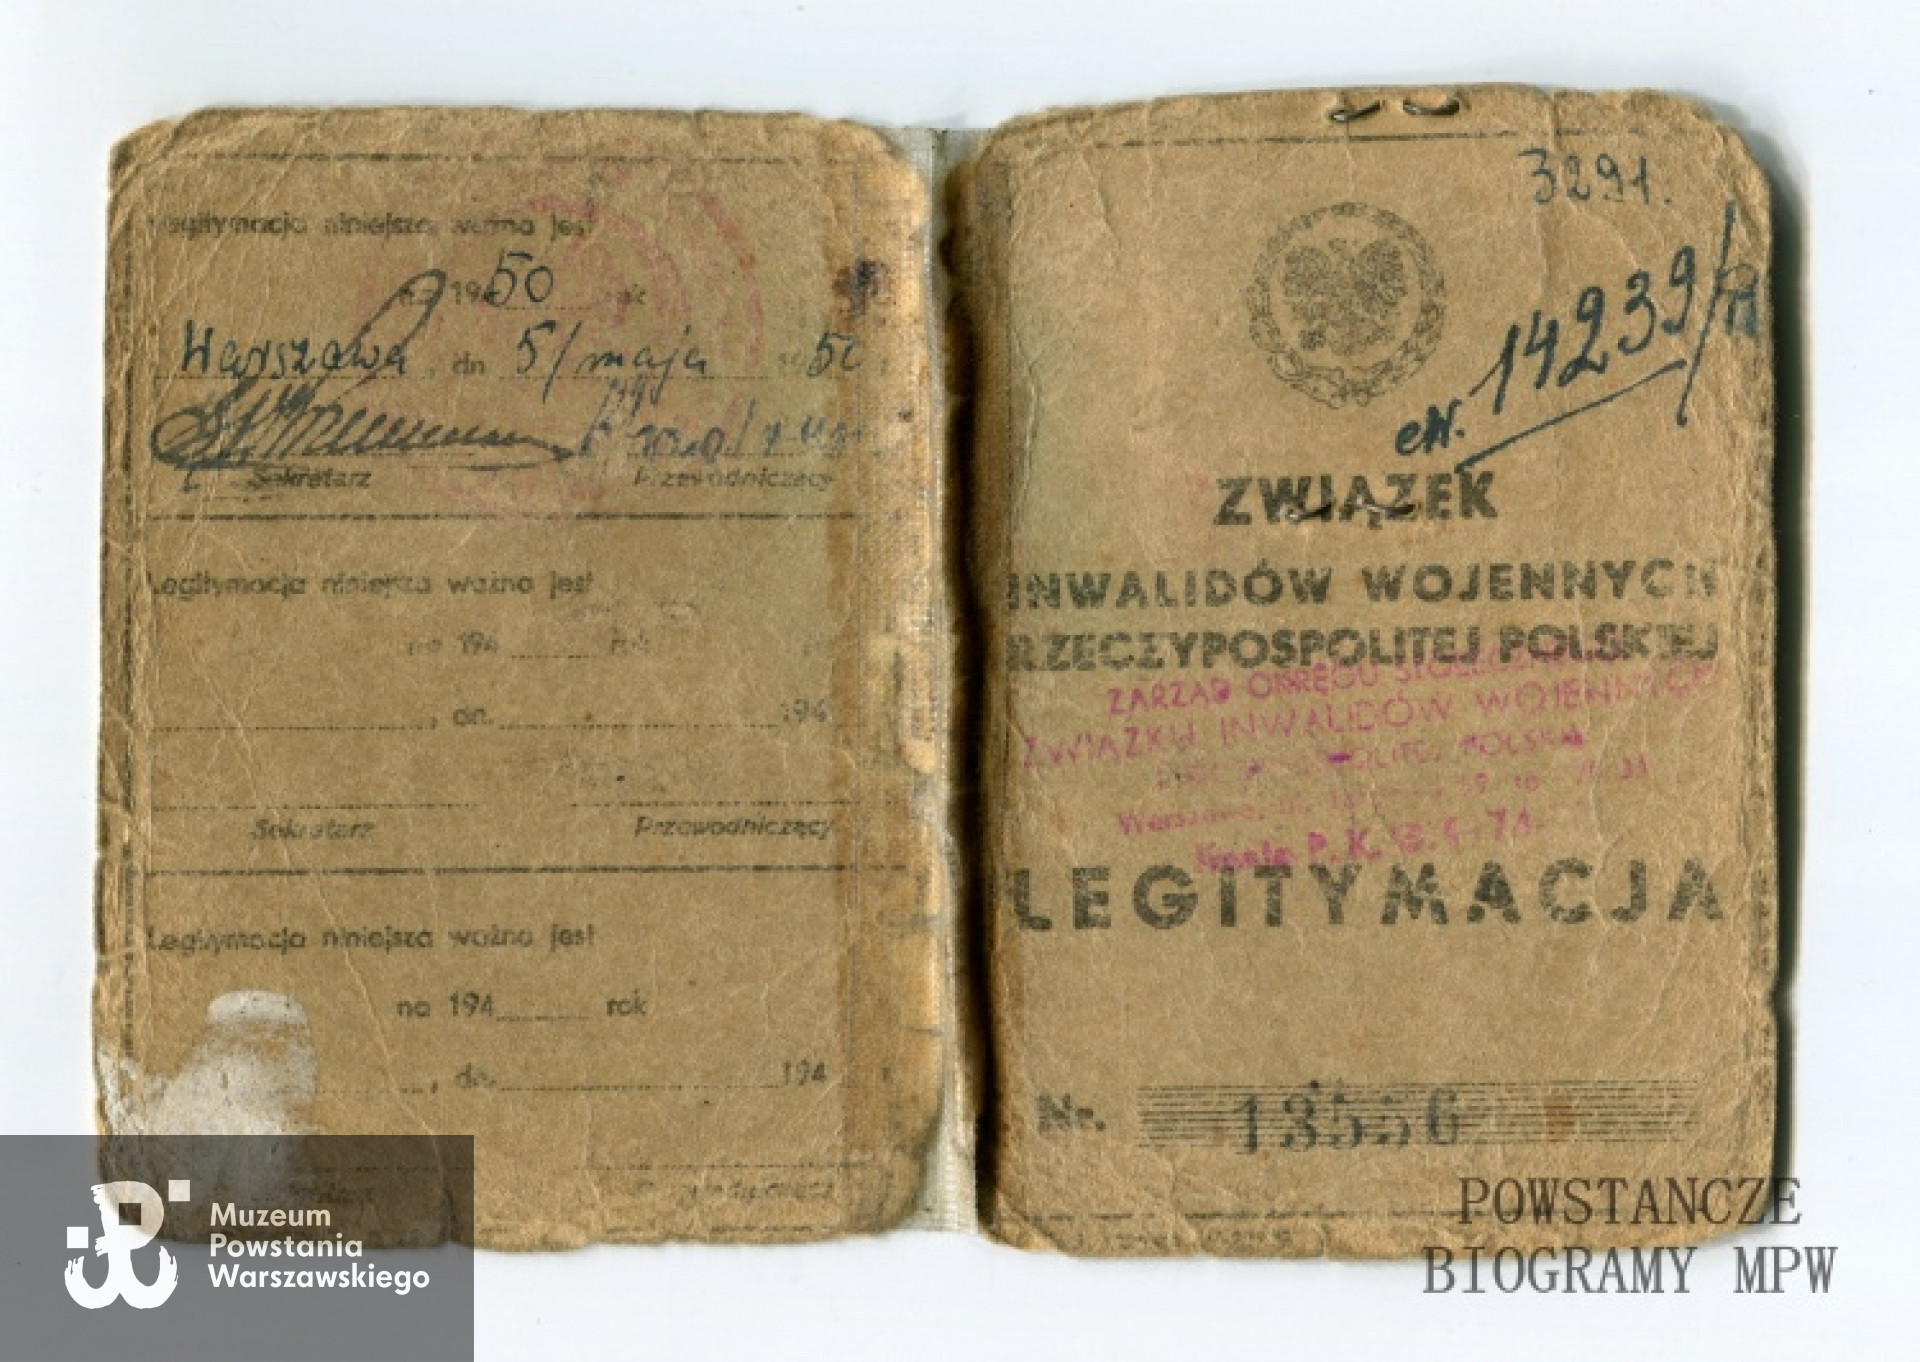 Legitymacja niniejsza ważna jest
na 1950 rok
Warszawa, dn. 5/maja 1950
Sekretarz Przewodniczący
Legitymacja niniejsza ważna jest
na 194 rok
, dn. 194
Sekretarz Przewodniczący
Legitymacja niniejsza ważna jest
na 194 rok
, dn. 194
3291.
ew. 14239/
ZWIĄZEK
INWALIDÓW WOJENNYCH
RZECZYPOSPOLITEJ POLSKIEJ
ZARZĄD OKRĘGU
ZWIĄZKU INWALIDÓW WOJENNYCH
Warszawa
P. K.
LEGITYMACJA
Nr. 13556
Muzeum
Powstania
Warszawskiego
POWSTANCZE
BIOGRAMY MPW